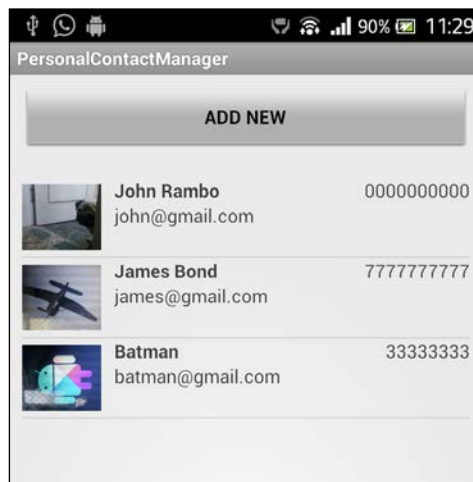 90% 11:29
PersonalContactManager
ADD NEW
John Rambo 0000000000
john@gmail.com
James Bond 7777777777
james@gmail.com
Batman 33333333
batman@gmail.com